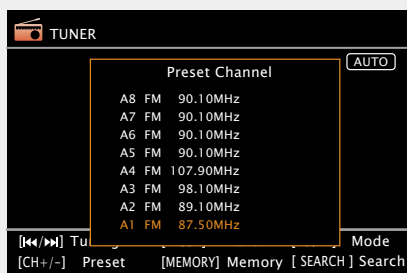 TUNER
AUTO
Preset Channel
A8 FM 90.10MHz
A7 FM 90.10MHz
A6 FM 90.10MHz
A5 FM 90.10MHz
A4 FM 107.90MHz
A3 FM 98.10MHz
A2 FM 89.10MHz
A1 FM 87.50MHz
[⏮/⏭] Mode
[CH+/-] Preset [MEMORY] Memory [ SEARCH ] Search